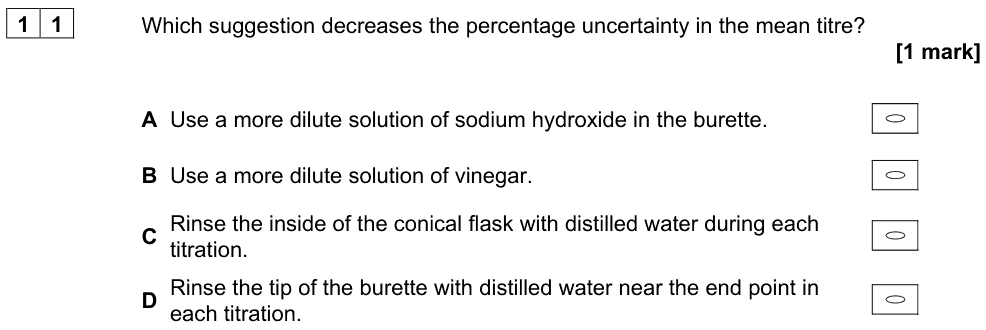 1 1 Which suggestion decreases the percentage uncertainty in the mean titre?
[1 mark]
A Use a more dilute solution of sodium hydroxide in the burette.
B Use a more dilute solution of vinegar.
C Rinse the inside of the conical flask with distilled water during each
titration.
D Rinse the tip of the burette with distilled water near the end point in
each titration.